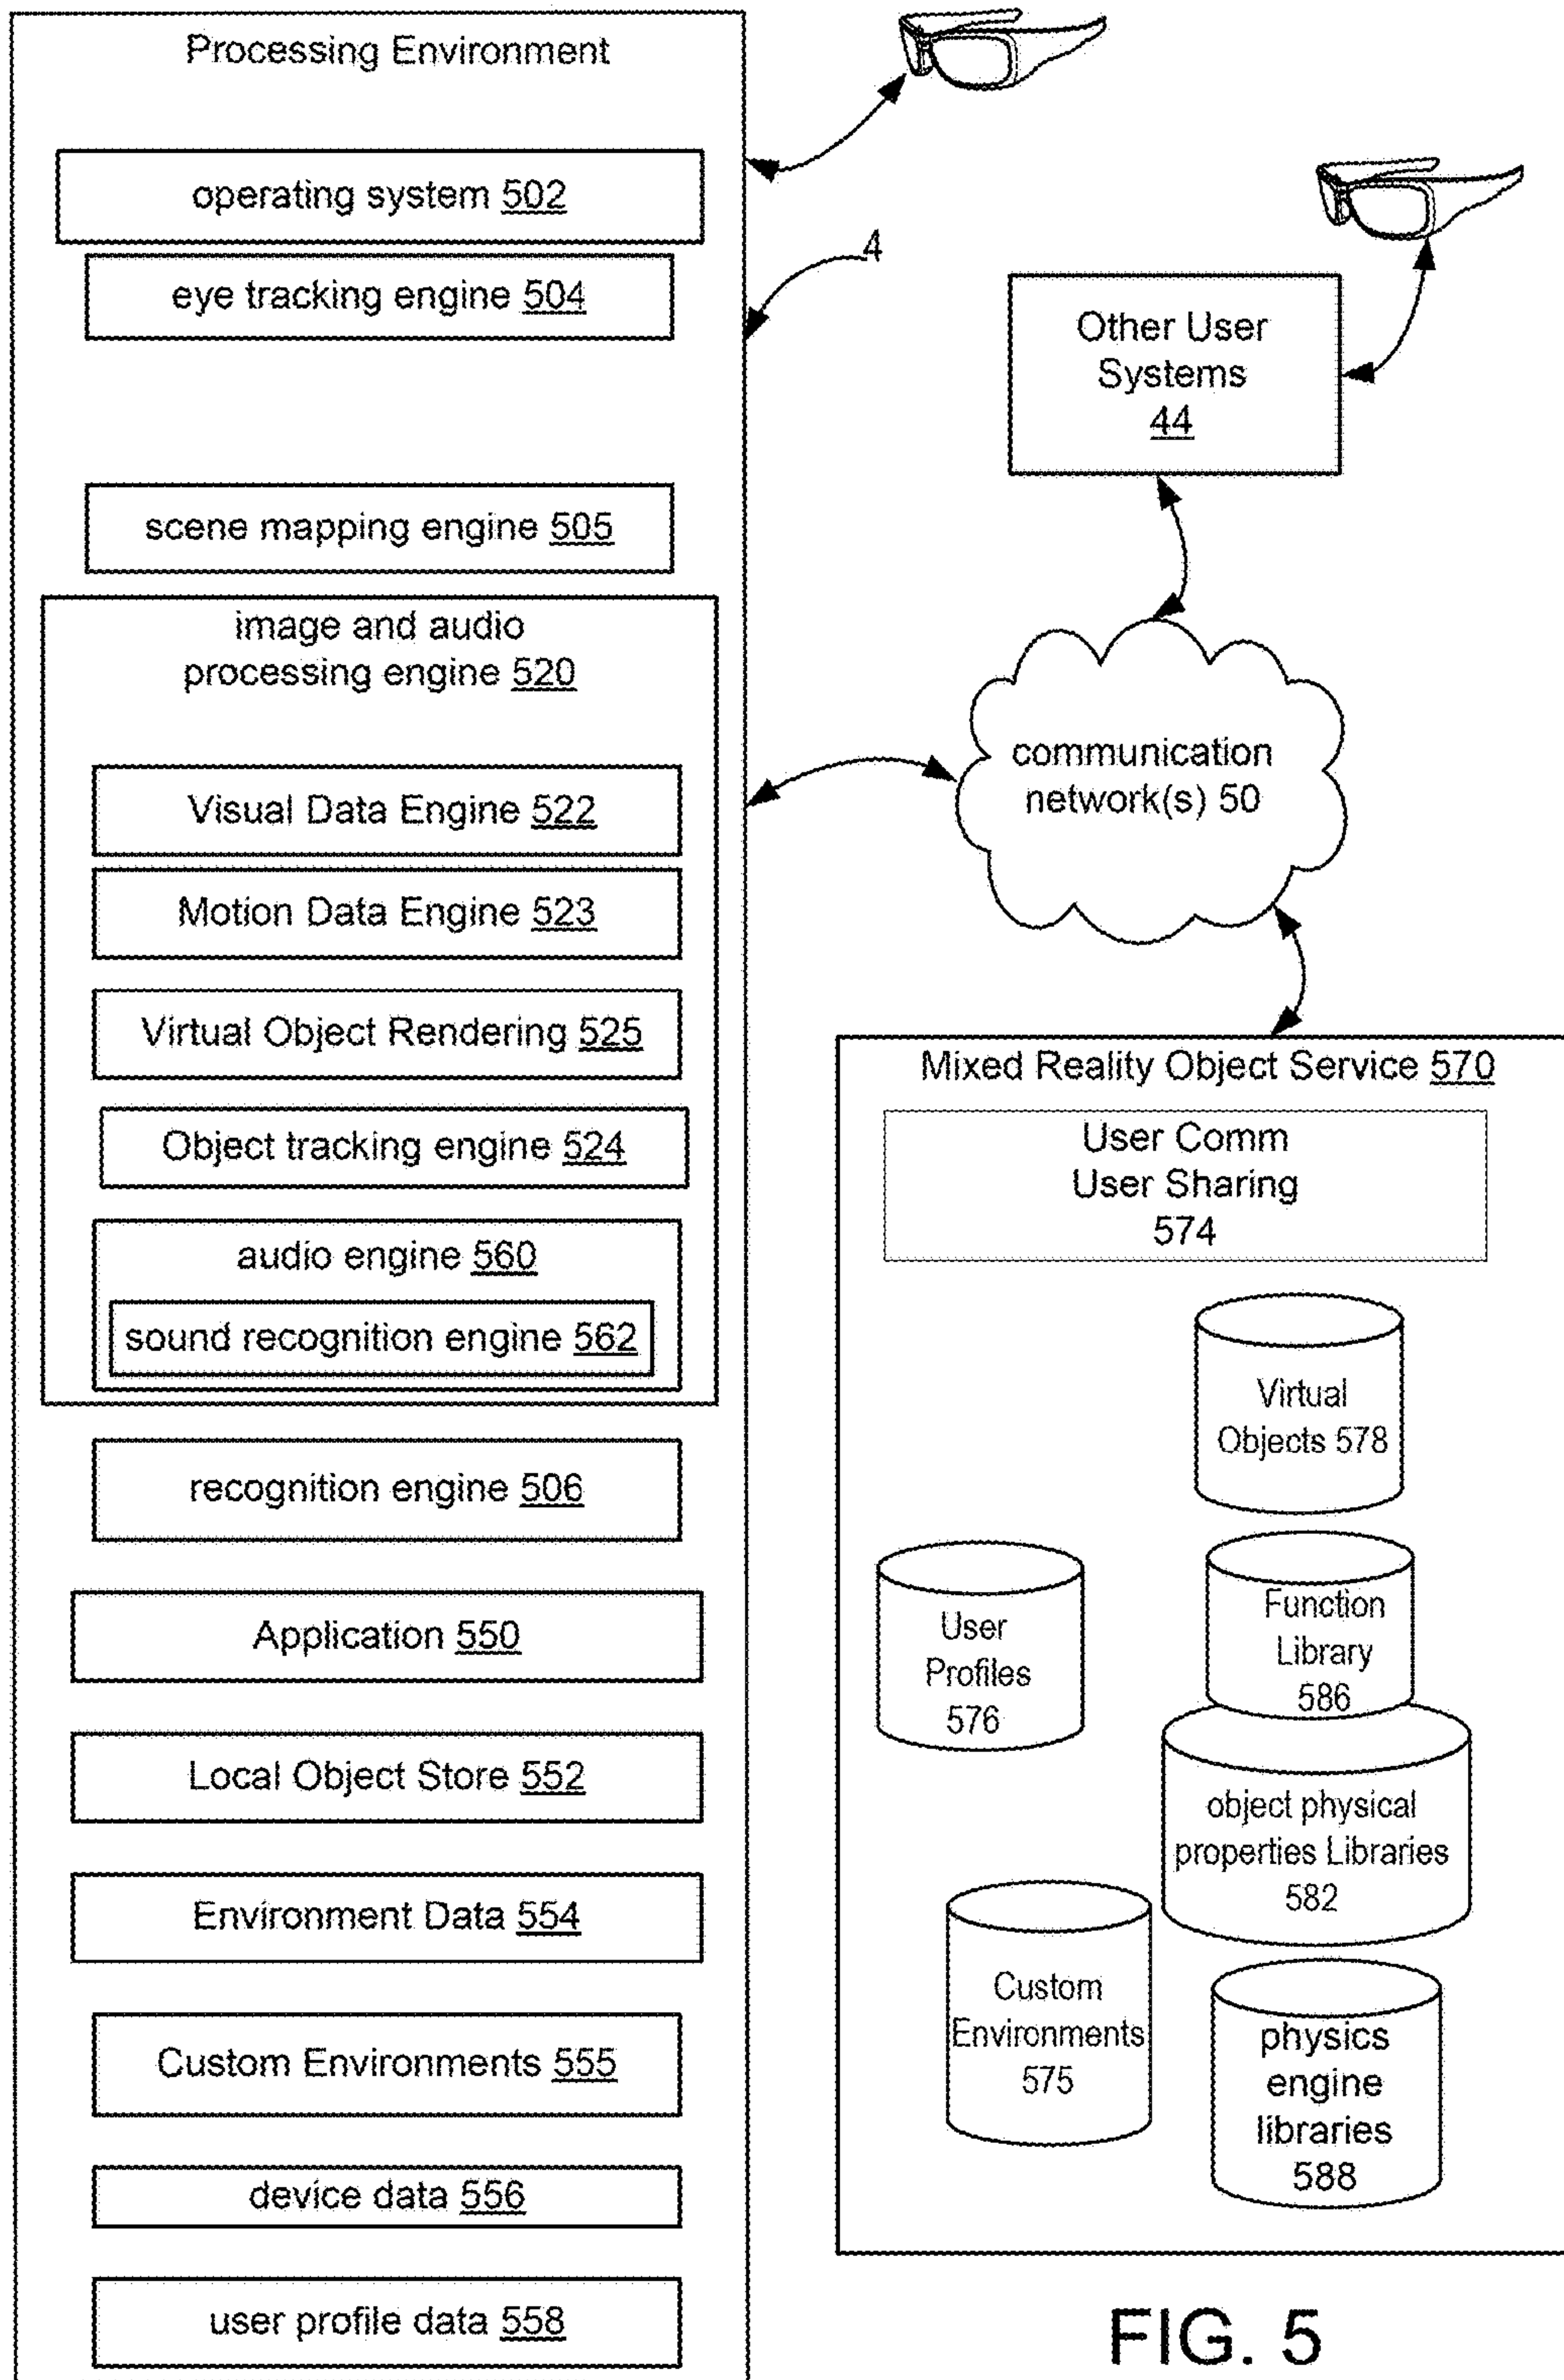 Processing Environment
operating system 502
eye tracking engine 504
scene mapping engine 505
image and audio
processing engine 520
Visual Data Engine 522
Motion Data Engine 523
Virtual Object Rendering 525
Object tracking engine 524
audio engine 560
sound recognition engine 562
recognition engine 506
Application 550
Local Object Store 552
Environment Data 554
Custom Environments 555
device data 556
user profile data 558
4
Other User
Systems
44
communication
network(s) 50
Mixed Reality Object Service 570
User Comm
User Sharing
574
Virtual
Objects 578
User
Profiles
576
Function
Library
586
object physical
properties Libraries
582
Custom
Environments
575
physics
engine
libraries
588
FIG. 5